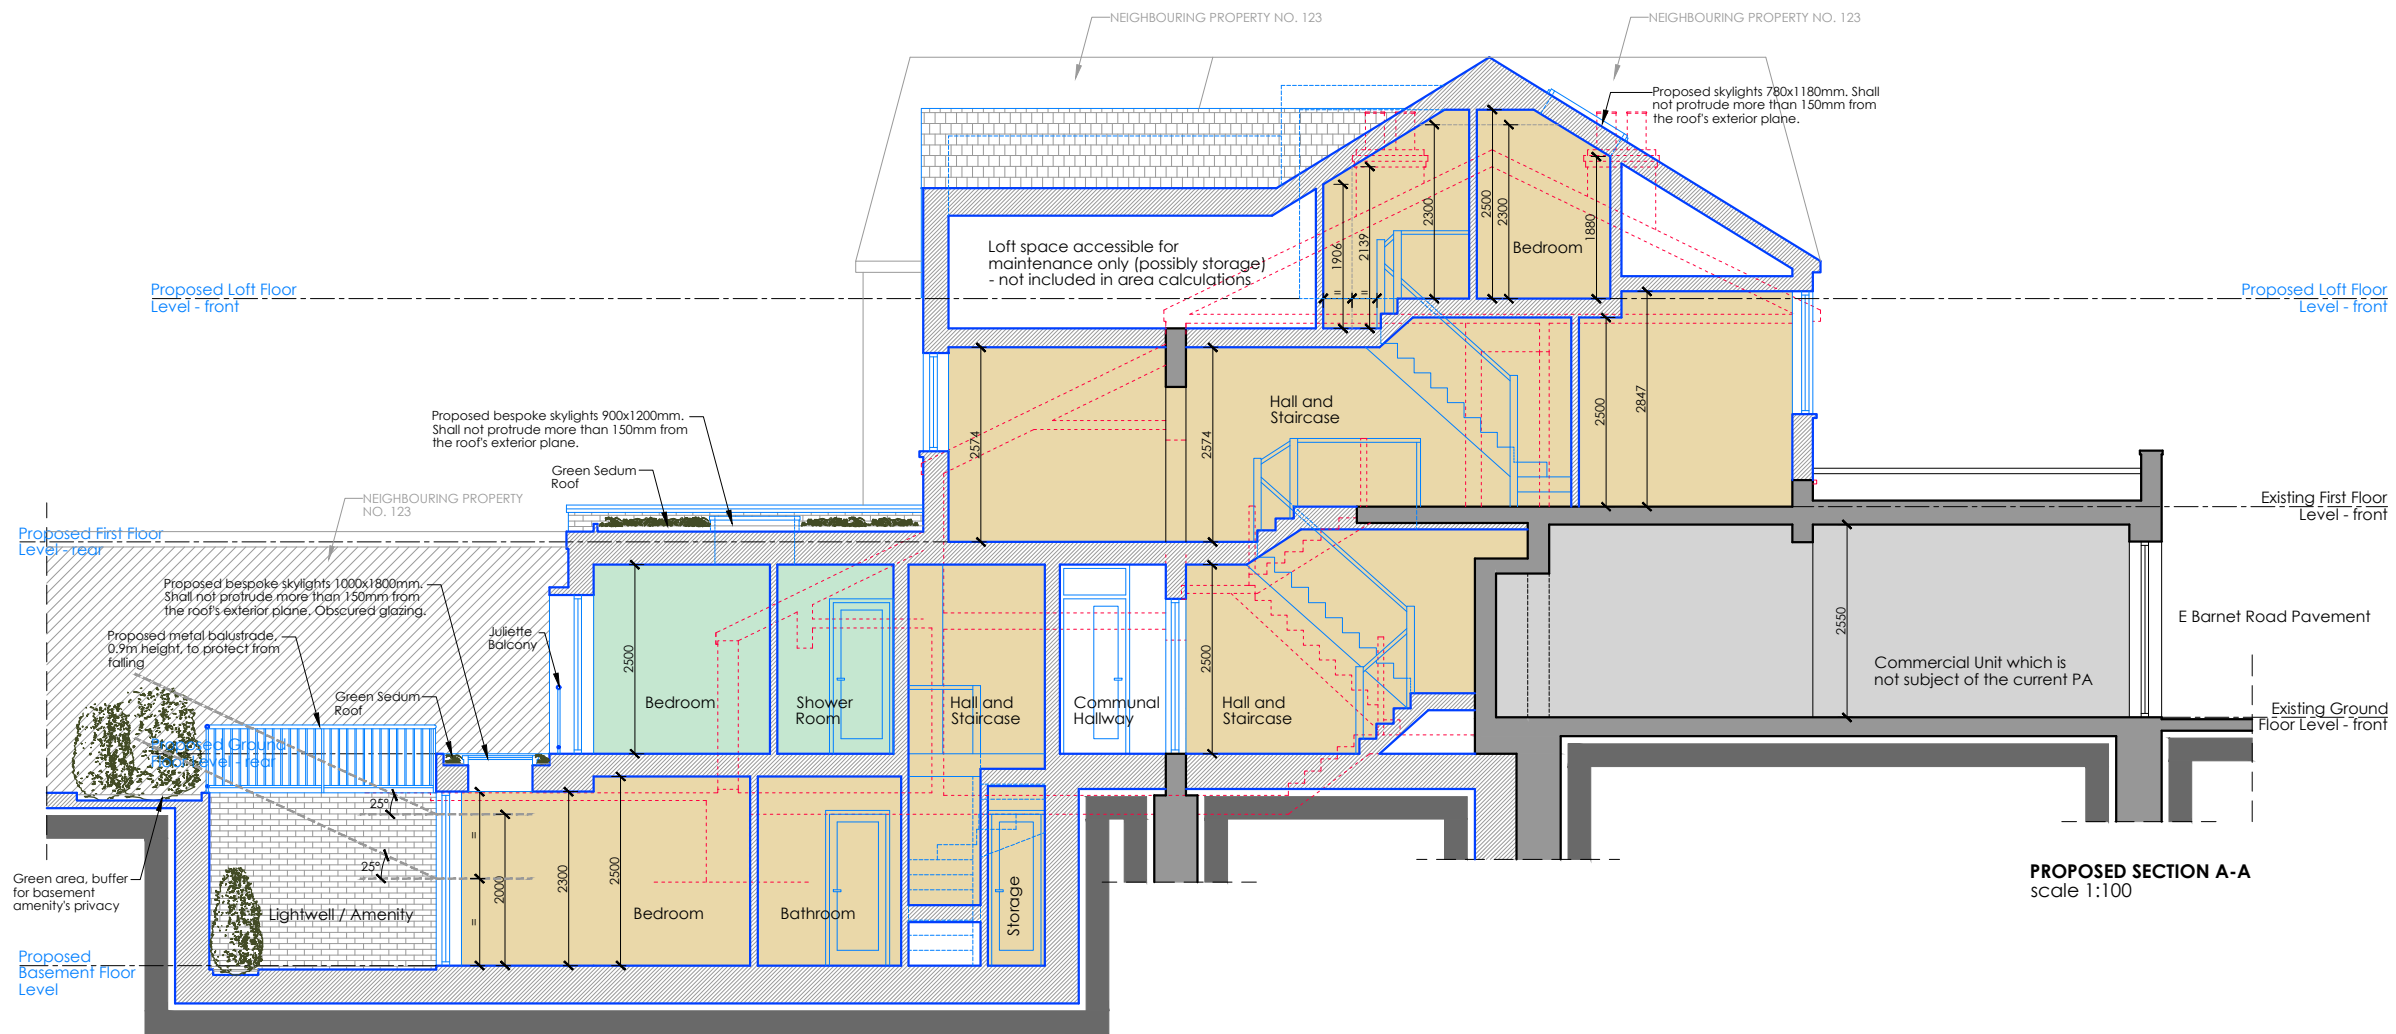 NEIGHBOURING PROPERTY NO. 123
NEIGHBOURING PROPERTY NO. 123
Proposed skylights 780x1180mm. Shall
not protrude more than 150mm from
the roof's exterior plane.
2300
2500
2300
1880
1906
2139
=
=
Bedroom
Loft space accessible for
maintenance only (possibly storage)
- not included in area calculations
Proposed Loft Floor
Level - front
Proposed Loft Floor
Level - front
2574
2574
Hall and
Staircase
2500
2847
Proposed bespoke skylights 900x1200mm.
Shall not protrude more than 150mm from
the roof's exterior plane.
Green Sedum
Roof
NEIGHBOURING PROPERTY
NO. 123
Existing First Floor
Level - front
Proposed First Floor
Level - rear
Proposed bespoke skylights 1000x1800mm.
Shall not protrude more than 150mm from
the roof's exterior plane. Obscured glazing.
Proposed metal balustrade,
0.9m height, to protect from
falling
Juliette
Balcony
Green Sedum
Roof
2500
Bedroom
Shower
Room
Hall and
Staircase
Communal
Hallway
2500
Hall and
Staircase
2550
Commercial Unit which is
not subject of the current PA
E Barnet Road Pavement
Existing Ground
Floor Level - front
Proposed Ground
Floor Level - rear
25°
25°
Green area, buffer
for basement
amenity's privacy
Lightwell / Amenity
=
=
2000
2300
2500
Bedroom
Bathroom
Storage
Proposed
Basement Floor
Level
PROPOSED SECTION A-A
scale 1:100